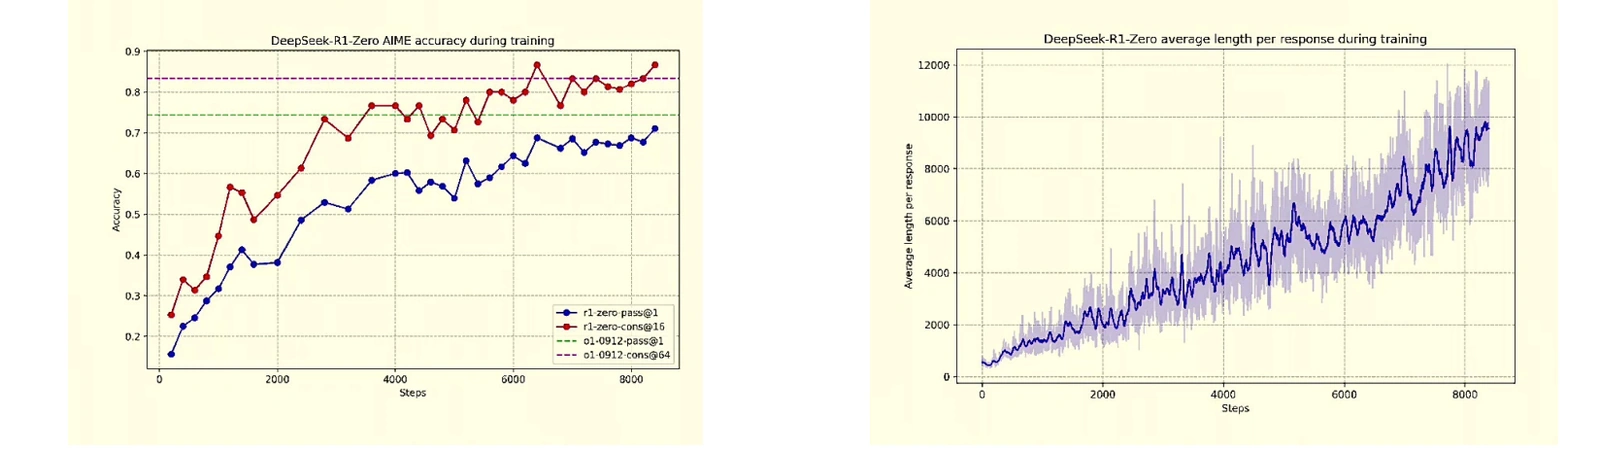 DeepSeek-R1-Zero AIME accuracy during training
0.9
0.8
0.7
0.6
0.5
0.4
0.3
0.2
Accuracy
r1-zero-pass@1
r1-zero-cons@16
o1-0912-pass@1
o1-0912-cons@64
0 2000 4000 6000 8000
Steps
DeepSeek-R1-Zero average length per response during training
12000
10000
8000
6000
4000
2000
0
Average length per response
0 2000 4000 6000 8000
Steps